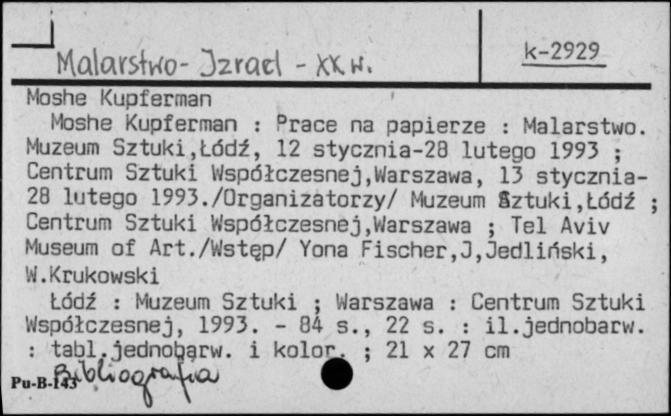 Malarstwo - Izrael - XX w.
k-2929
Moshe Kupferman
Moshe Kupferman : Prace na papierze : Malarstwo.
Muzeum Sztuki,Łódź, 12 stycznia-28 lutego 1993 ;
Centrum Sztuki Współczesnej,Warszawa, 13 stycznia-
28 lutego 1993./Organizatorzy/ Muzeum Sztuki,Łódź ;
Centrum Sztuki Współczesnej,Warszawa ; Tel Aviv
Museum of Art./Wstęp/ Yona Fischer,J,Jedliński,
W.Krukowski
Łódź : Muzeum Sztuki ; Warszawa : Centrum Sztuki
Współczesnej, 1993. - 84 s., 22 s. : il.jednobarw.
: tabl.jednobarw. i kolor. ; 21 x 27 cm
Bibliografia
Pu-B-143